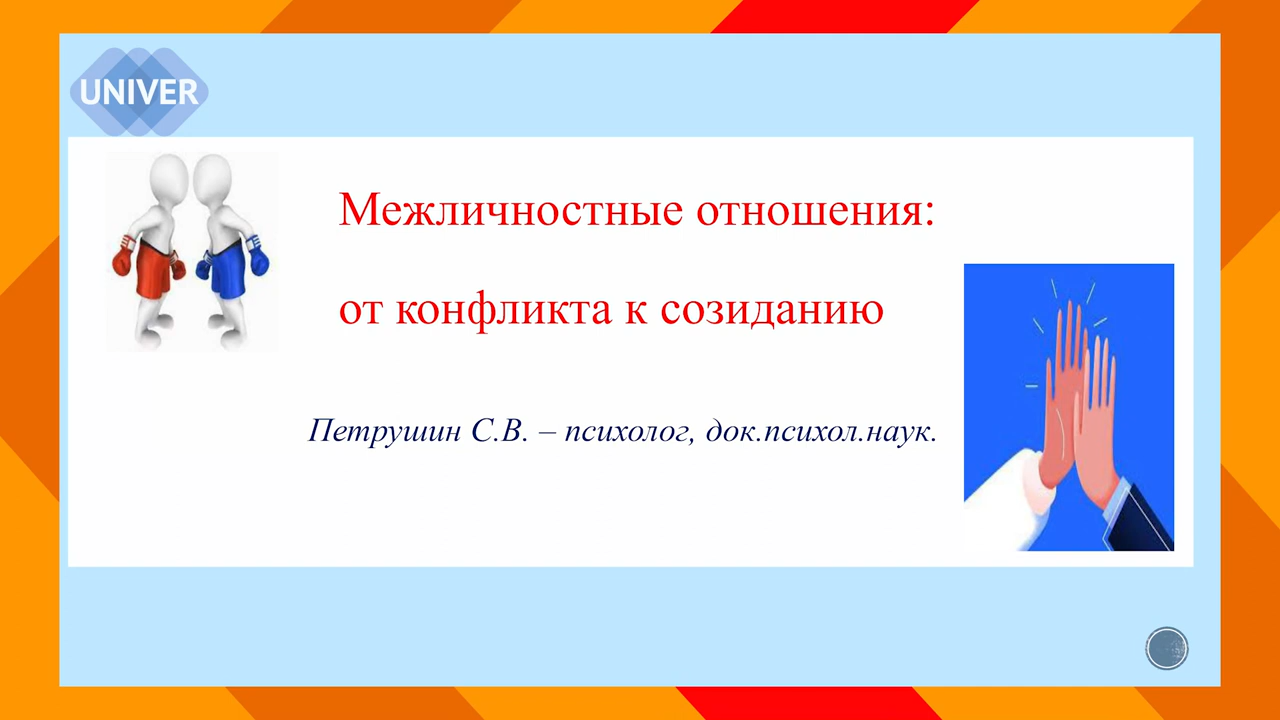 UNIVER
Межличностные отношения:
от конфликта к созиданию
Петрушин С.В. – психолог, док.психол.наук.